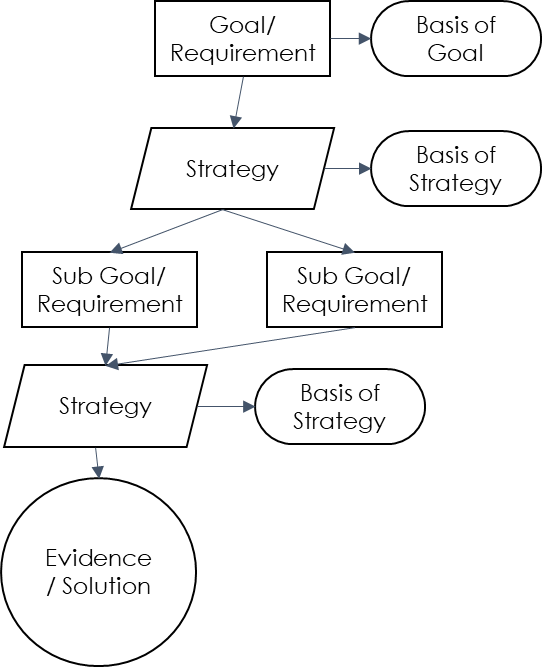 Goal/
Requirement
Basis of
Goal
Strategy
Basis of
Strategy
Sub Goal/
Requirement
Sub Goal/
Requirement
Strategy
Basis of
Strategy
Evidence
/ Solution